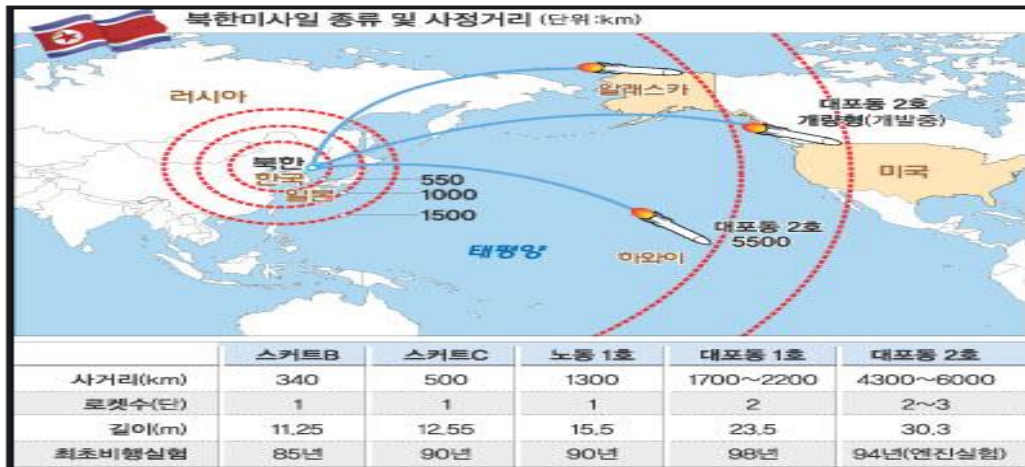 북한미사일 종류 및 사정거리 (단위:km)
러시아
알래스카
대포동 2호
개량형(개발중)
북한
한국
일본
550
1000
1500
미국
태평양
하와이
대포동 2호
5500
스커트B 스커트C 노동 1호 대포동 1호 대포동 2호
사거리(km) 340 500 1300 1700~2200 4300~6000
로켓수(단) 1 1 1 2 2~3
길이(m) 11.25 12.55 15.5 23.5 30.3
최초비행실험 85년 90년 90년 98년 94년(엔진실험)